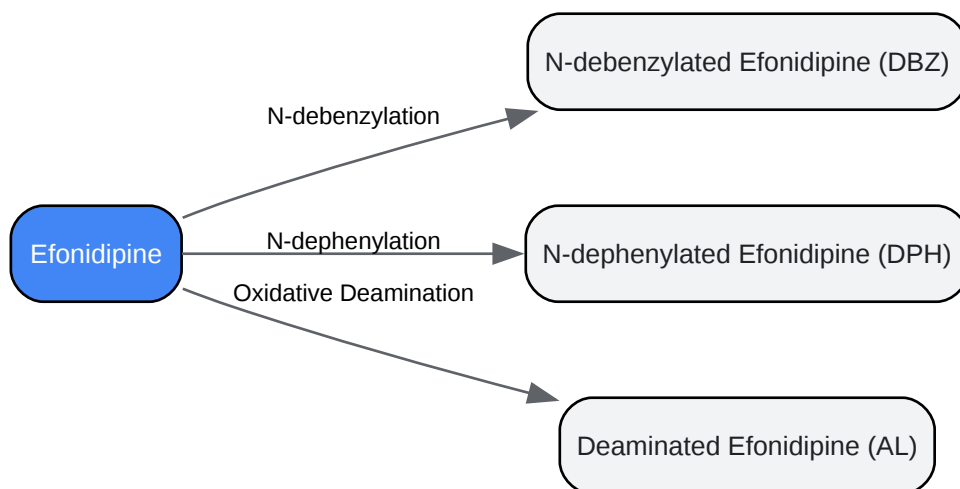 N-debenzylated Efonidipine (DBZ)
N-debenzylation
Efonidipine
N-dephenylation
N-dephenylated Efonidipine (DPH)
Oxidative Deamination
Deaminated Efonidipine (AL)